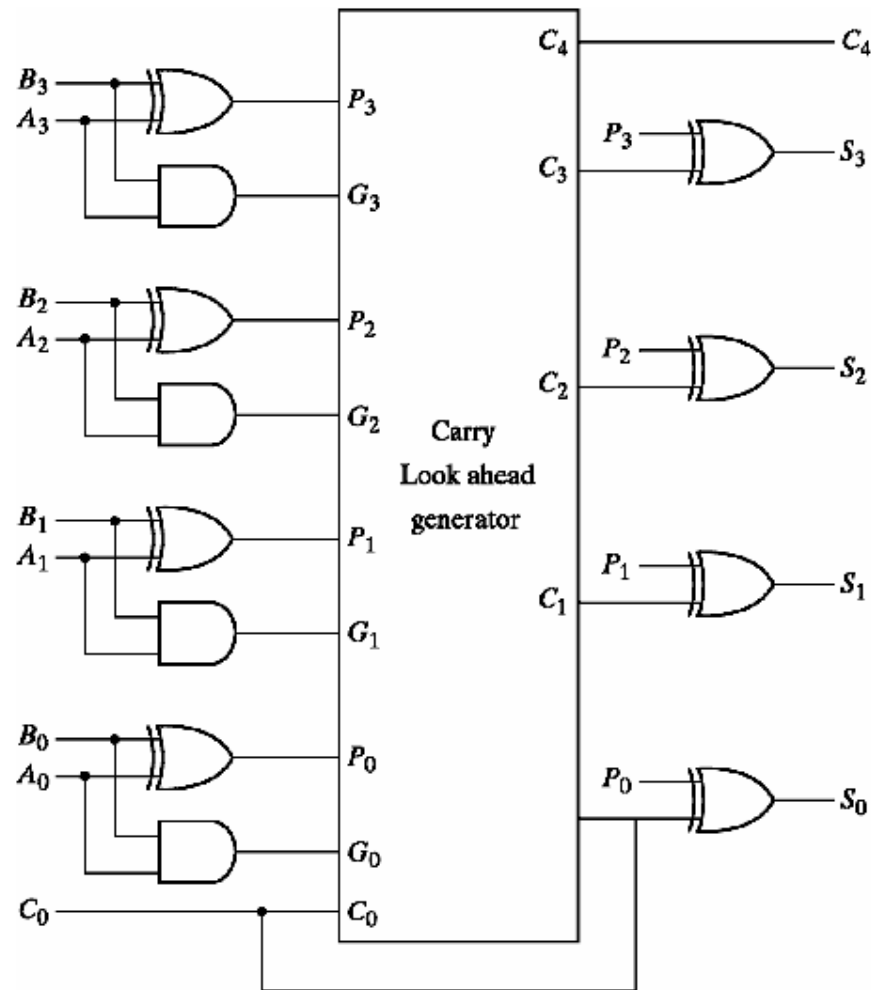 C₄ C₄
B₃ P₃
A₃ P₃
C₃ S₃
G₃
B₂ P₂
A₂ P₂
C₂ S₂
G₂
Carry
Look ahead
generator
B₁ P₁
A₁ P₁
C₁ S₁
G₁
B₀ P₀
A₀ P₀
S₀
G₀
C₀ C₀